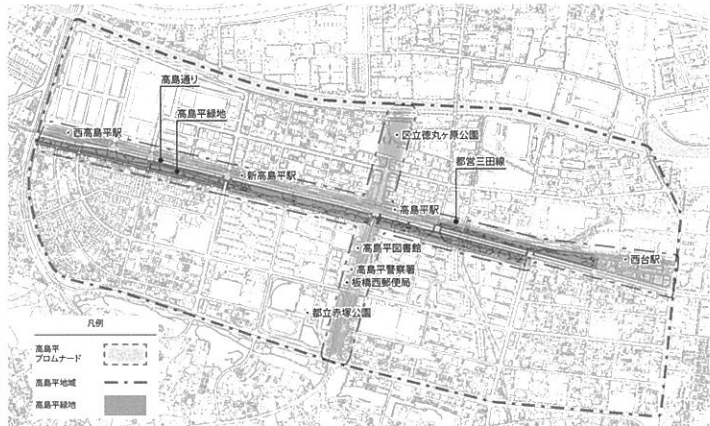 高島通り
高島平緑地
・西高島平駅
・区立徳丸ヶ原公園
・新高島平駅
都営三田線
・高島平駅
・高島平図書館
・西台駅
・高島平警察署
・板橋西郵便局
・都立赤塚公園
凡例
高島平
プロムナード
高島平地域
高島平緑地